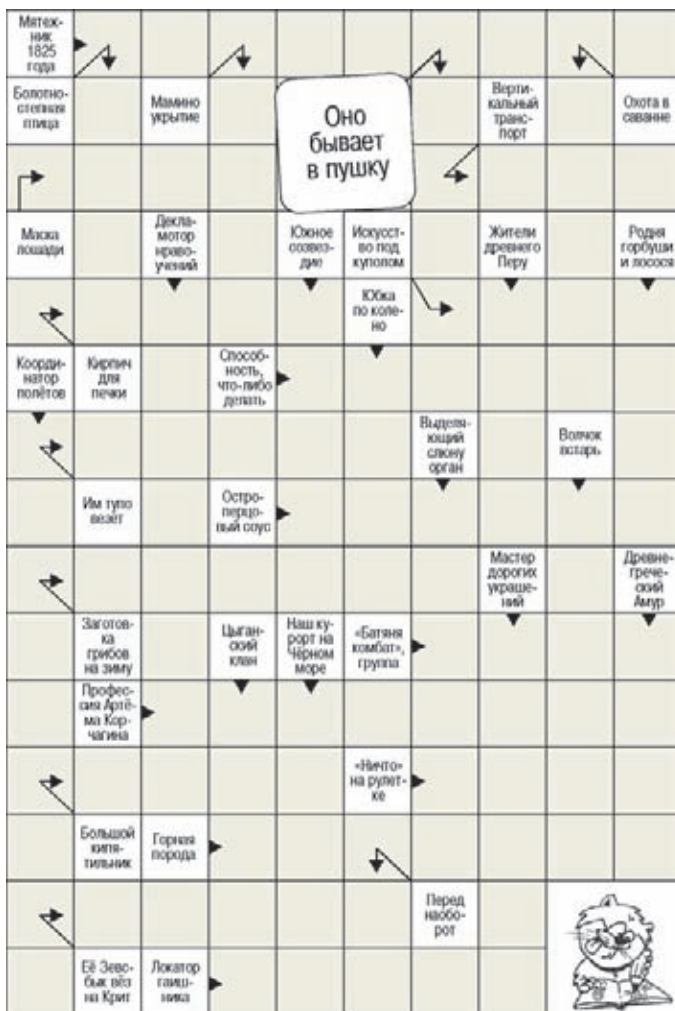 Мятеж-
ник
1825
года
Болотно-
степная
птица
Мамино
укрытие
Оно
бывает
в пушку
Верти-
кальный
транс-
порт
Охота в
саванне
Маска
лошади
Декла-
мотор
нраво-
учений
Южное
созвез-
дие
Искусст-
во под
куполом
Жители
древнего
Перу
Родня
горбуши
и лосося
Юбка
по коле-
но
Коорди-
натор
полётов
Кирпич
для
печки
Способ-
ность,
что-либо
делать
Выделя-
ющий
слюну
орган
Волчок
встарь
Им тупо
везёт
Остро-
перцо-
вый соус
Мастер
дорогих
украше-
ний
Древне-
грече-
ский
Амур
Заготов-
ка
грибов
на зиму
Цыган-
ский
клан
Наш ку-
рорт на
Чёрном
море
«Батяня
комбат»,
группа
Профес-
сия Артё-
ма Кор-
чагина
«Ничто»
на рулет-
ке
Большой
кипя-
тильник
Горная
порода
Перед
наобо-
рот
Её Зевс-
бык вёз
на Крит
Локатор
гаиш-
ника